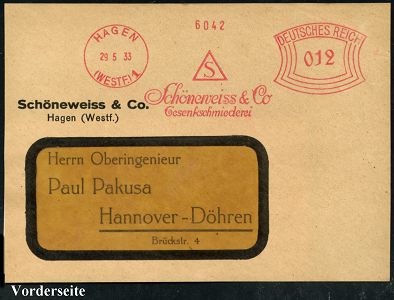 6042
HAGEN
29.5.33
(WESTF) 1
S
DEUTSCHES REICH
012
Schöneweiss & Co
Gesenkschmiederei
Schöneweiss & Co.
Hagen (Westf.)
Herrn Oberingenieur
Paul Pakusa
Hannover-Döhren
Brückstr. 4
Vorderseite